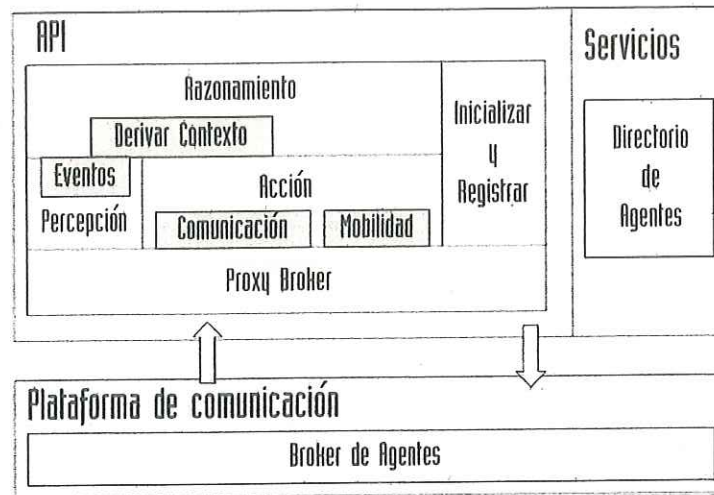 API
Servicios
Razonamiento
Derivar Contexto
Inicializar
y
Registrar
Directorio
de
Agentes
Eventos
Percepción
Acción
Comunicación
Mobilidad
Proxy Broker
Plataforma de comunicación
Broker de Agentes